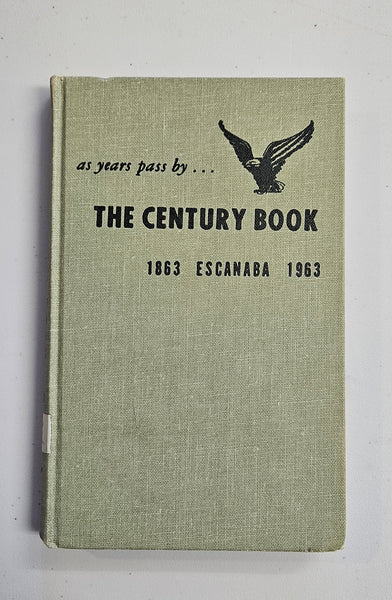 as years pass by . . .
THE CENTURY BOOK
1863 ESCANABA 1963